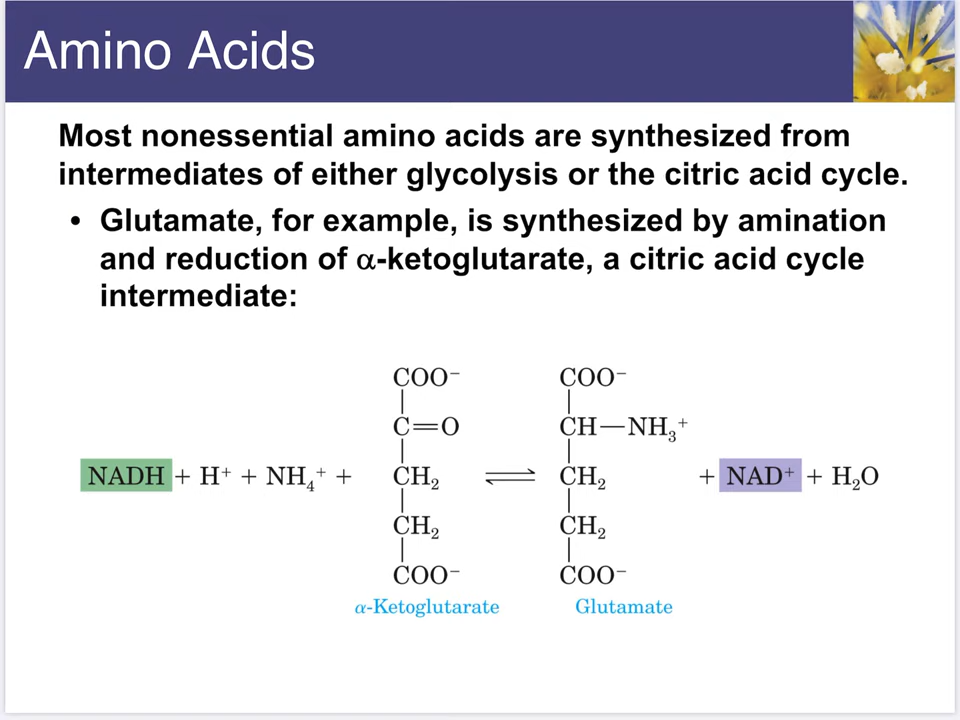 Amino Acids
Most nonessential amino acids are synthesized from
intermediates of either glycolysis or the citric acid cycle.
• Glutamate, for example, is synthesized by amination
and reduction of α-ketoglutarate, a citric acid cycle
intermediate:
COO⁻ COO⁻
C=O CH—NH₃⁺
NADH + H⁺ + NH₄⁺ + CH₂ ⇌ CH₂ + NAD⁺ + H₂O
CH₂ CH₂
COO⁻ COO⁻
α-Ketoglutarate Glutamate